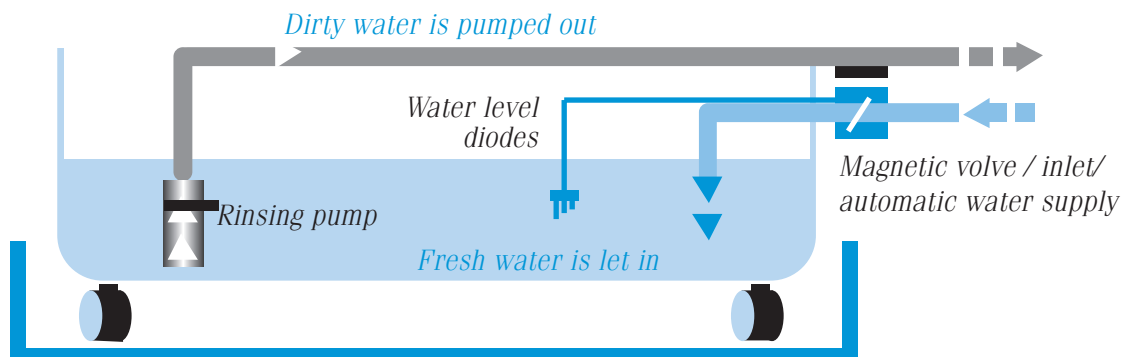 Dirty water is pumped out
Water level
diodes
Magnetic volve / inlet/
automatic water supply
Rinsing pump
Fresh water is let in